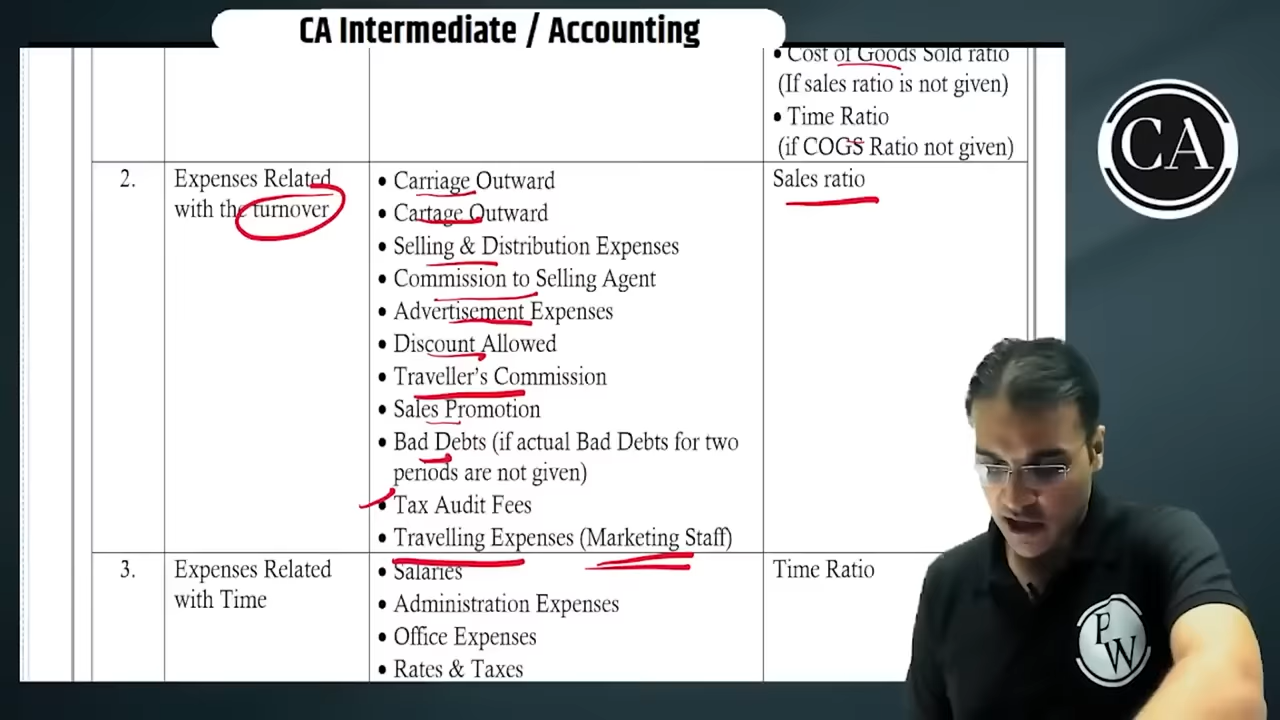 CA Intermediate / Accounting
• Cost of Goods Sold ratio
(If sales ratio is not given)
• Time Ratio
(if COGS Ratio not given)
CA
2.
Expenses Related
with the turnover
• Carriage Outward
• Cartage Outward
• Selling & Distribution Expenses
• Commission to Selling Agent
• Advertisement Expenses
• Discount Allowed
• Traveller's Commission
• Sales Promotion
• Bad Debts (if actual Bad Debts for two
periods are not given)
• Tax Audit Fees
• Travelling Expenses (Marketing Staff)
Sales ratio
3.
Expenses Related
with Time
• Salaries
• Administration Expenses
• Office Expenses
• Rates & Taxes
Time Ratio
P
W